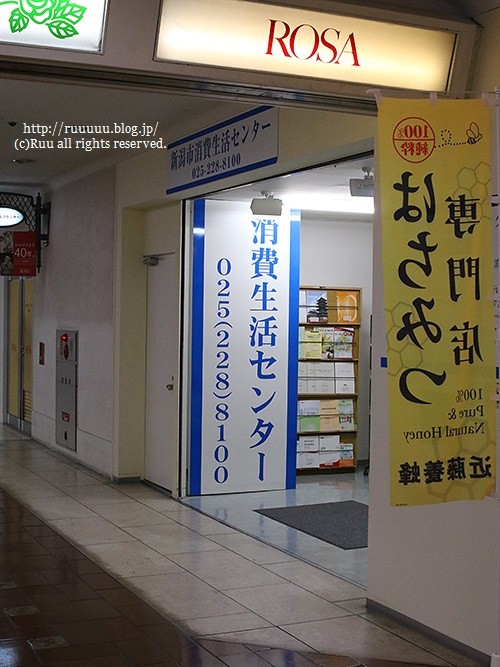 ROSA
http://ruuuuu.blog.jp/
(c)Ruu all rights reserved.
新潟市消費生活センター
025-228-8100
消費生活センター
025(228)8100
40年
100%
純粋
はちみつ
専門店
100%
Pure &
Natural Honey
近藤養蜂